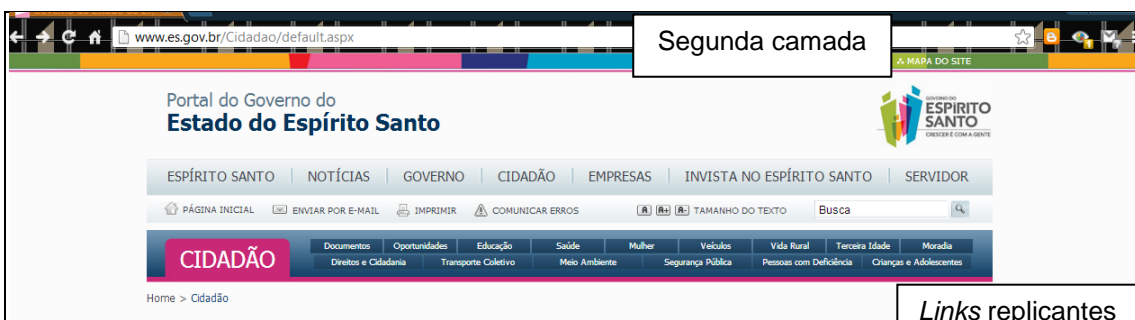 www.es.gov.br/Cidadao/default.aspx
Segunda camada
MAPA DO SITE
Portal do Governo do
Estado do Espírito Santo
GOVERNO DO
ESPÍRITO
SANTO
CRESCER É COM A GENTE
ESPÍRITO SANTO | NOTÍCIAS | GOVERNO | CIDADÃO | EMPRESAS | INVISTA NO ESPÍRITO SANTO | SERVIDOR
PÁGINA INICIAL ENVIAR POR E-MAIL IMPRIMIR COMUNICAR ERROS A A+ A- TAMANHO DO TEXTO Busca
CIDADÃO
Documentos | Oportunidades | Educação | Saúde | Mulher | Veículos | Vida Rural | Terceira Idade | Moradia
Direitos e Cidadania | Transporte Coletivo | Meio Ambiente | Segurança Pública | Pessoas com Deficiência | Crianças e Adolescentes
Home > Cidadão
Links replicantes